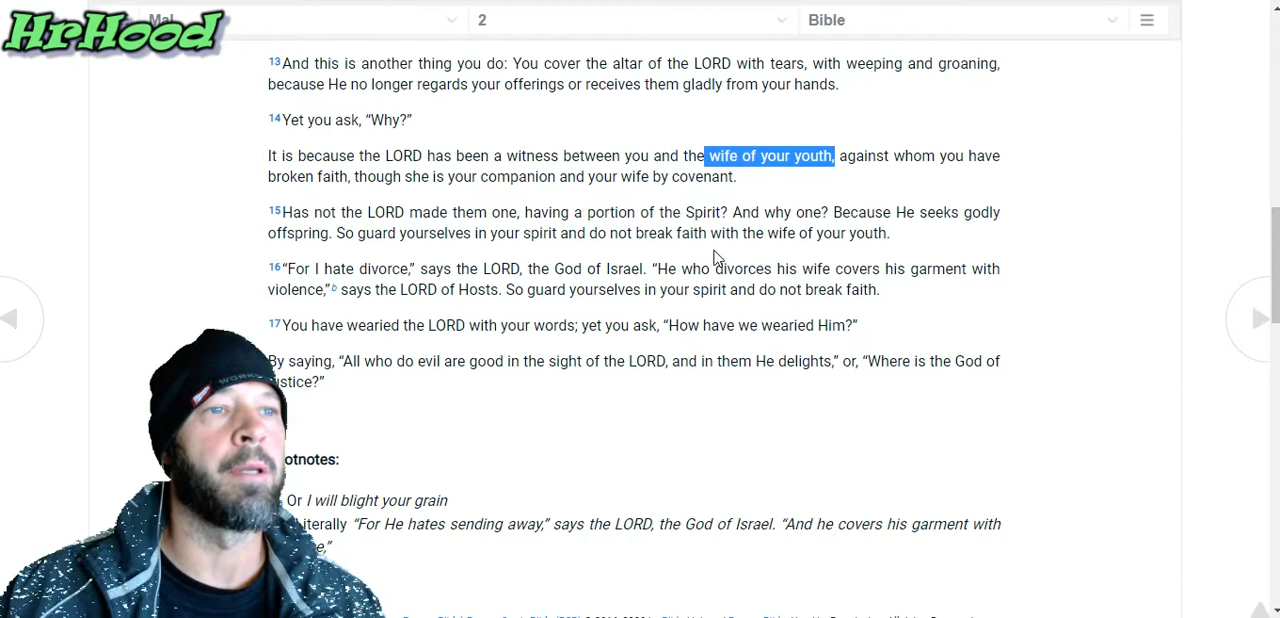 Mal
2
Bible
HrHood
13 And this is another thing you do: You cover the altar of the LORD with tears, with weeping and groaning,
because He no longer regards your offerings or receives them gladly from your hands.
14 Yet you ask, “Why?”
It is because the LORD has been a witness between you and the wife of your youth, against whom you have
broken faith, though she is your companion and your wife by covenant.
15 Has not the LORD made them one, having a portion of the Spirit? And why one? Because He seeks godly
offspring. So guard yourselves in your spirit and do not break faith with the wife of your youth.
16 “For I hate divorce,” says the LORD, the God of Israel. “He who divorces his wife covers his garment with
violence,” b says the LORD of Hosts. So guard yourselves in your spirit and do not break faith.
17 You have wearied the LORD with your words; yet you ask, “How have we wearied Him?”
By saying, “All who do evil are good in the sight of the LORD, and in them He delights,” or, “Where is the God of
ustice?”
otnotes:
Or I will blight your grain
iterally “For He hates sending away,” says the LORD, the God of Israel. “And he covers his garment with